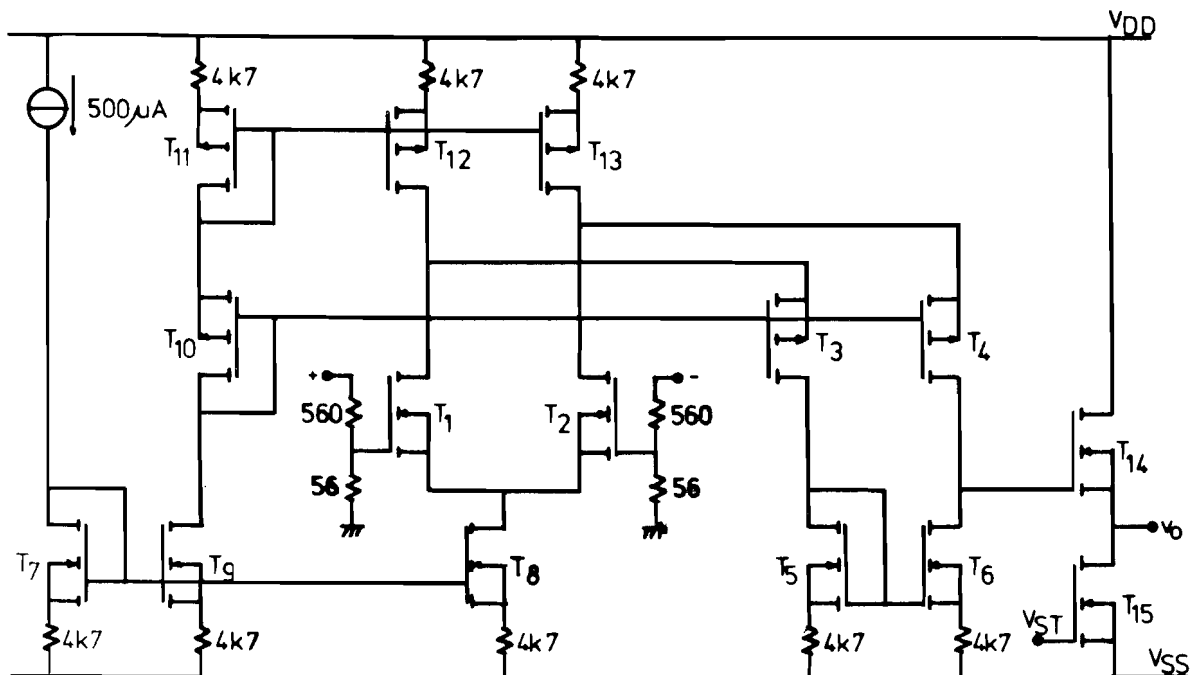 VDD
4k7 4k7 4k7
500µA
T11 T12 T13
T10 T3 T4
+ -
560 T1 T2 560
56 56
T14
vo
T7 T9 T8 T5 T6
T15
VST
4k7 4k7 4k7 4k7 4k7
VSS